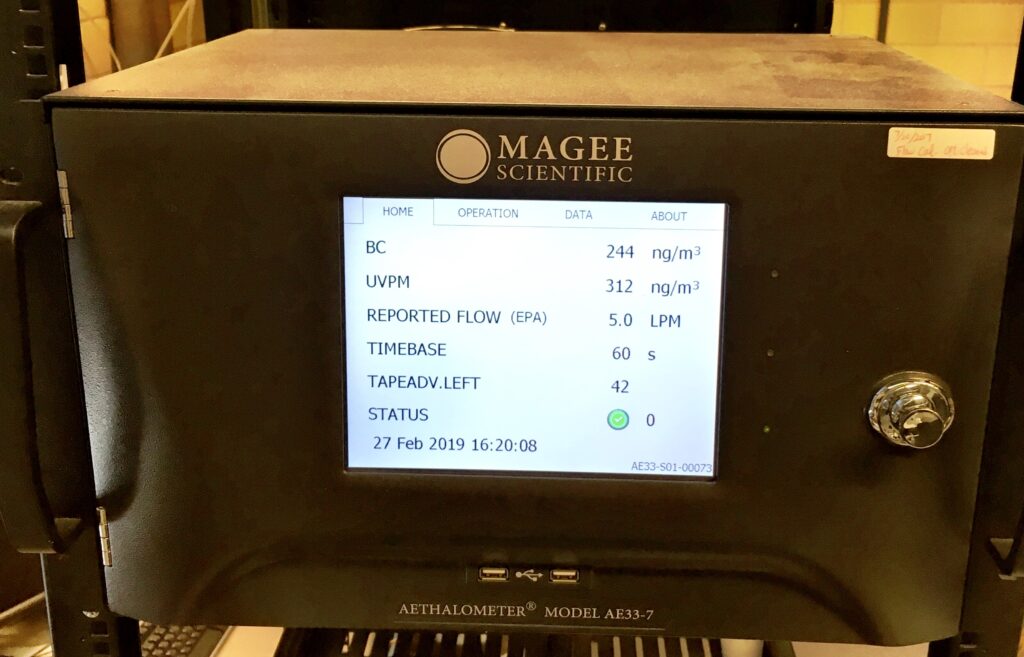 MAGEE
SCIENTIFIC
Flow Cal.
HOME OPERATION DATA ABOUT
BC 244 ng/m³
UVPM 312 ng/m³
REPORTED FLOW (EPA) 5.0 LPM
TIMEBASE 60 s
TAPEADV.LEFT 42
STATUS 0
27 Feb 2019 16:20:08
AE33-S01-00073
AETHALOMETER® MODEL AE33-7